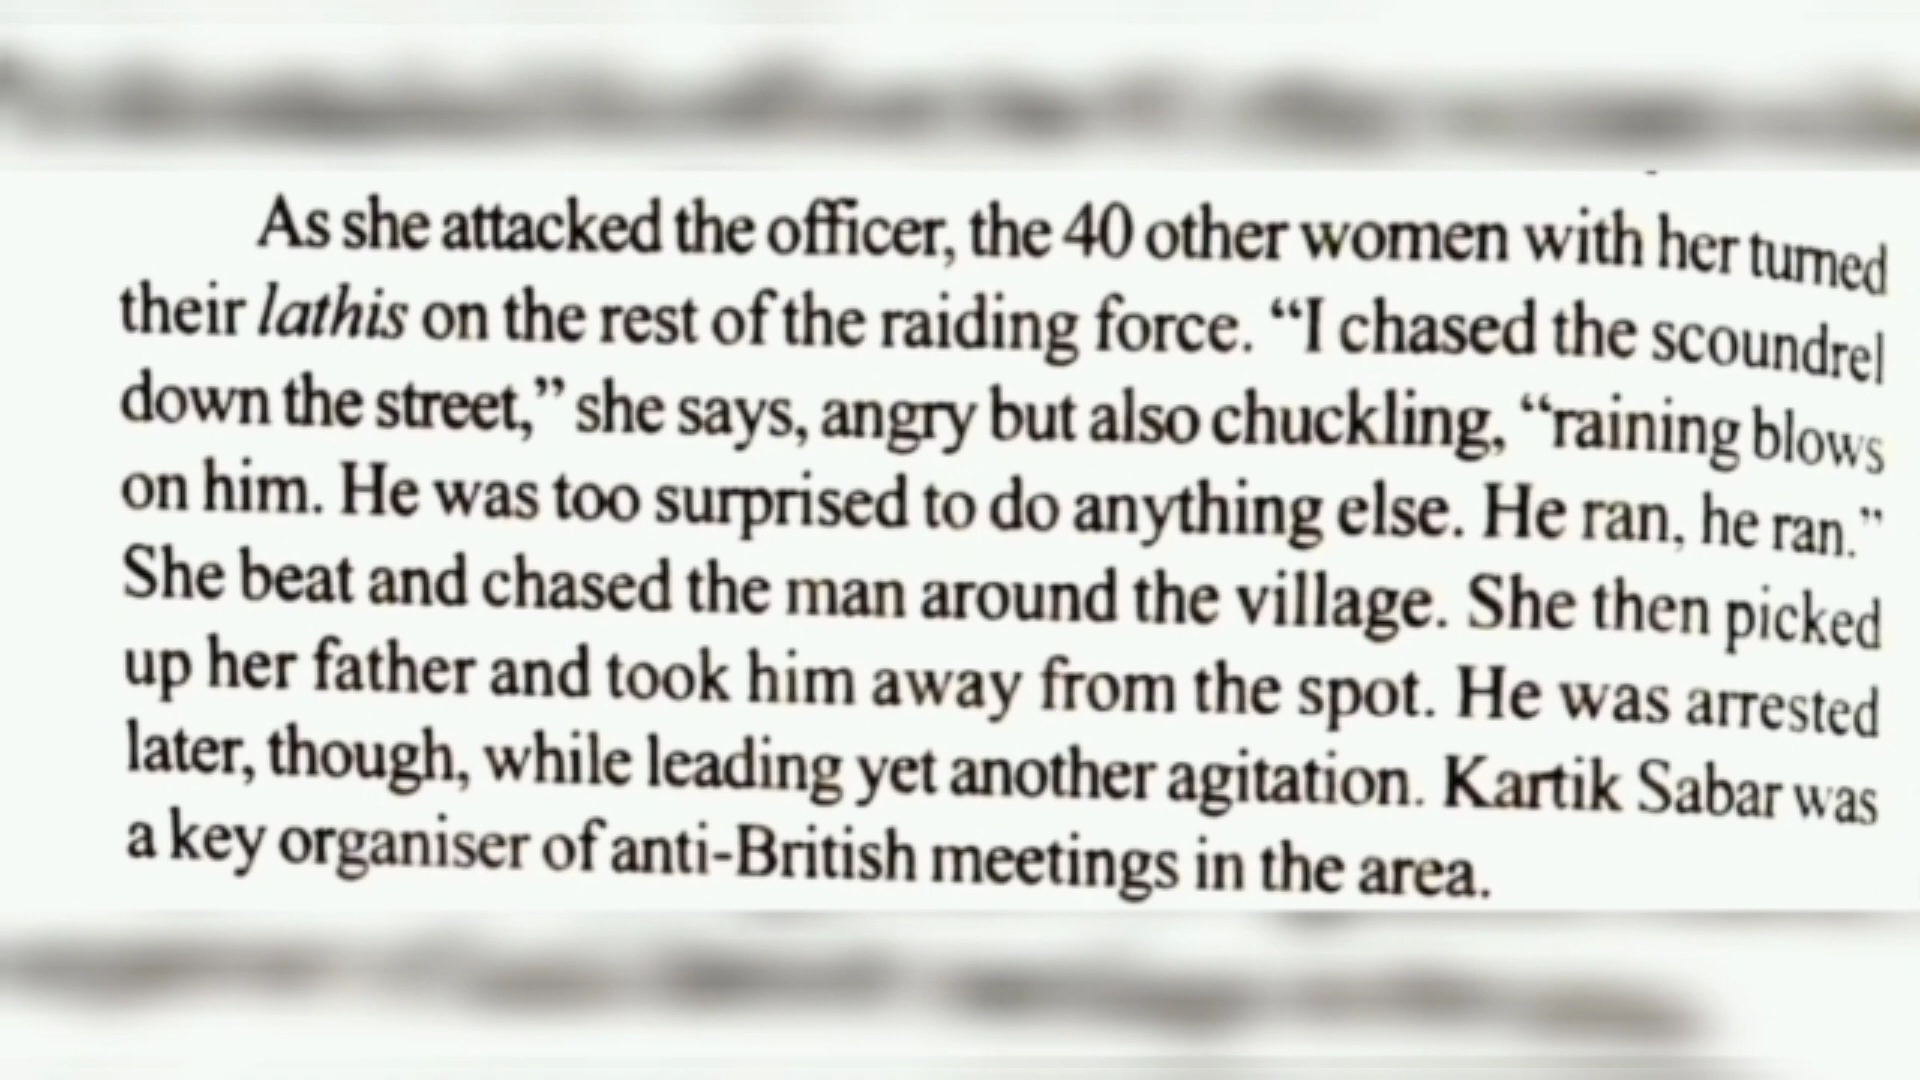 As she attacked the officer, the 40 other women with her turned
their lathis on the rest of the raiding force. “I chased the scoundrel
down the street,” she says, angry but also chuckling, “raining blows
on him. He was too surprised to do anything else. He ran, he ran.”
She beat and chased the man around the village. She then picked
up her father and took him away from the spot. He was arrested
later, though, while leading yet another agitation. Kartik Sabar was
a key organiser of anti-British meetings in the area.